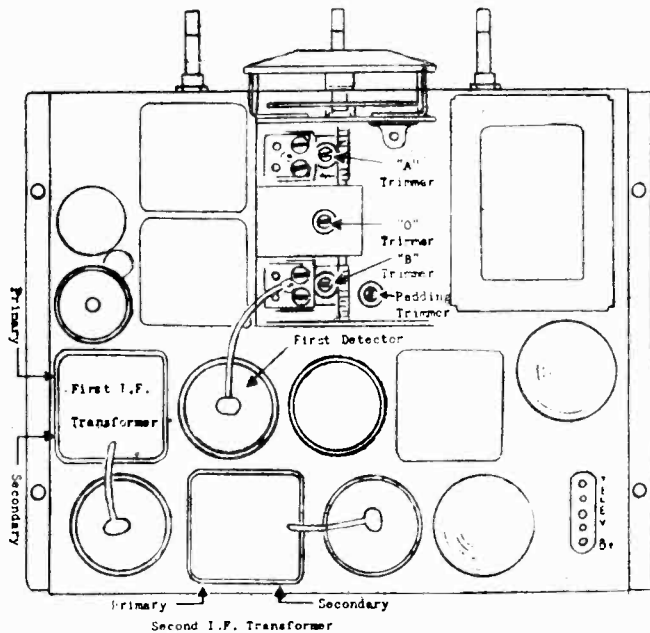 "A"
Trimmer
"O"
Trimmer
"B"
Trimmer
Padding
Trimmer
First Detector
Primary
First I.F.
Transformer
Secondary
Primary
Secondary
Second I.F. Transformer
B+